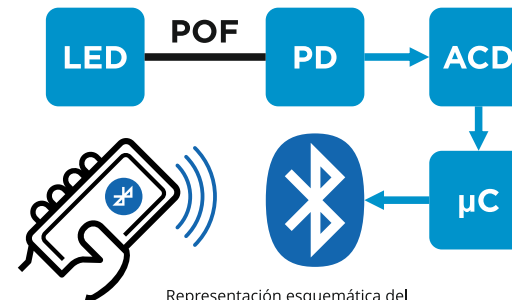 POF
LED
PD
ACD
µC
Representación esquemática del